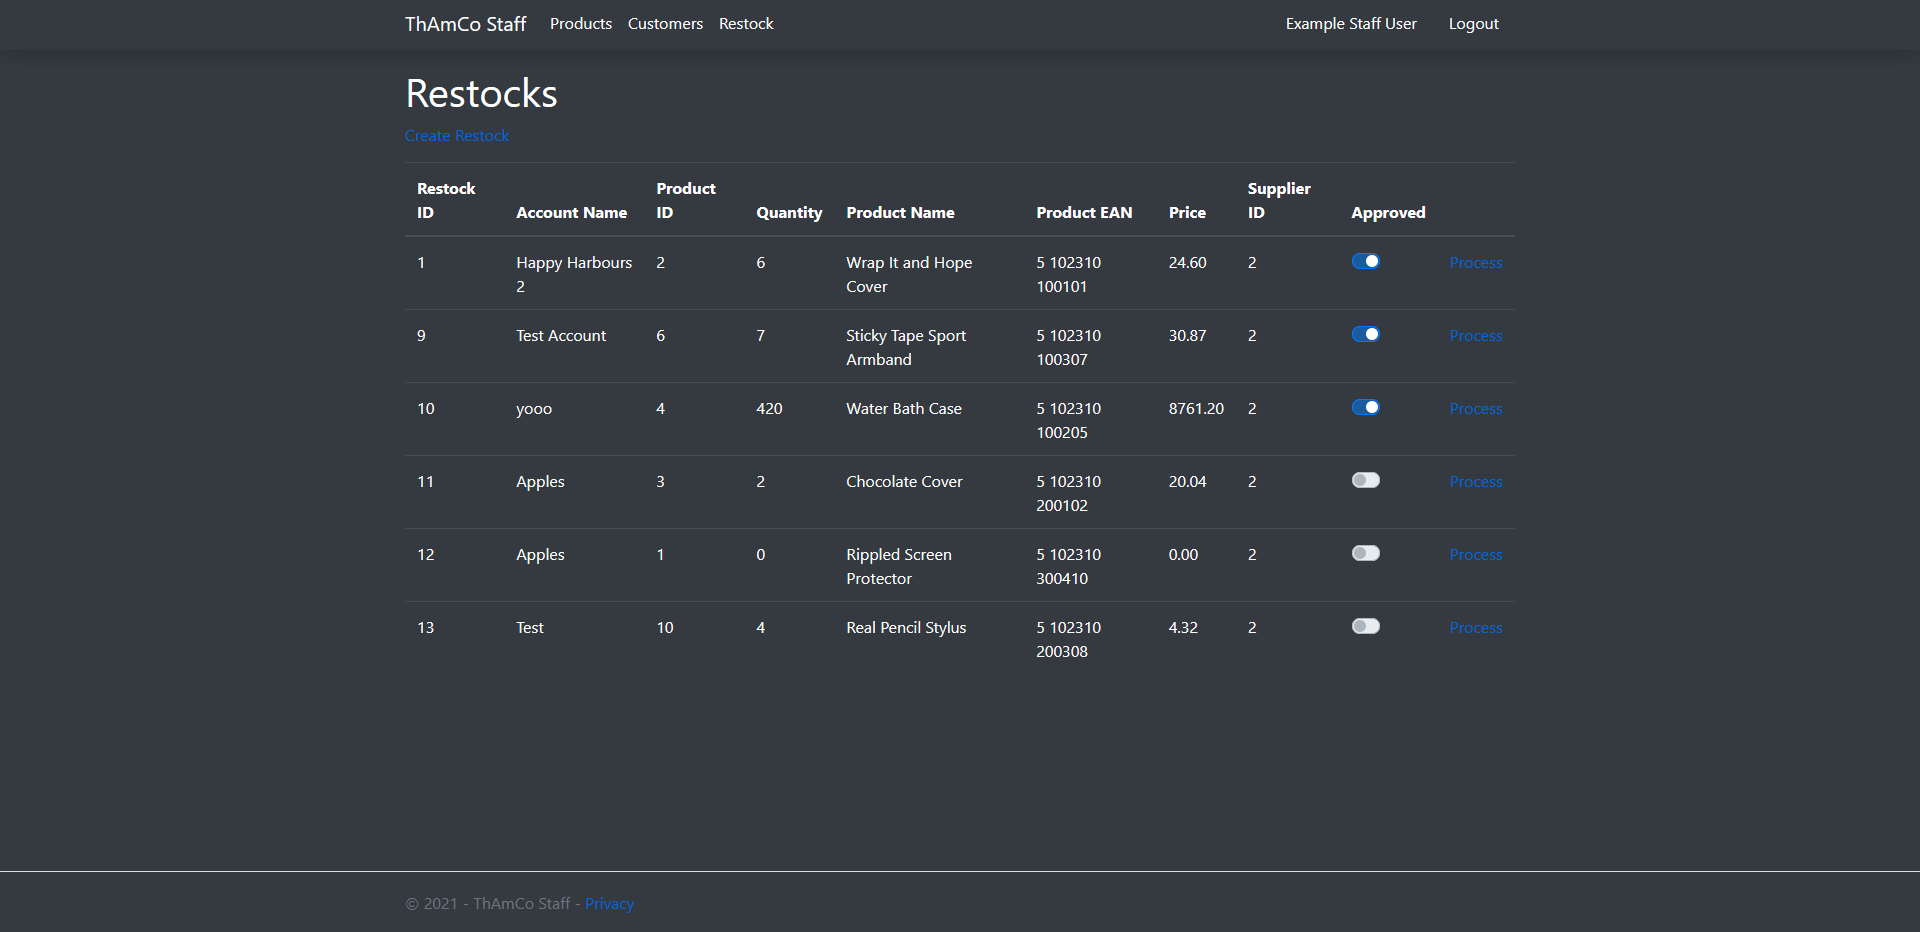 ThAmCo Staff Products Customers Restock Example Staff User Logout
Restocks
Create Restock
Restock ID Account Name Product ID Quantity Product Name Product EAN Price Supplier ID Approved
1 Happy Harbours 2 2 6 Wrap It and Hope Cover 5 102310 100101 24.60 2 Process
9 Test Account 6 7 Sticky Tape Sport Armband 5 102310 100307 30.87 2 Process
10 yooo 4 420 Water Bath Case 5 102310 100205 8761.20 2 Process
11 Apples 3 2 Chocolate Cover 5 102310 200102 20.04 2 Process
12 Apples 1 0 Rippled Screen Protector 5 102310 300410 0.00 2 Process
13 Test 10 4 Real Pencil Stylus 5 102310 200308 4.32 2 Process
© 2021 - ThAmCo Staff - Privacy